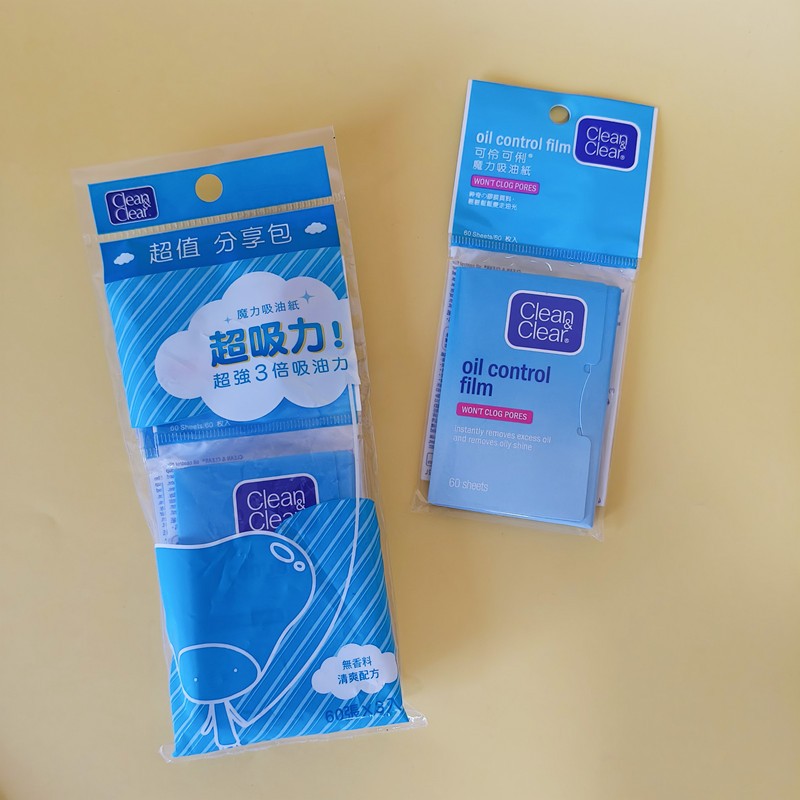 Clean &
Clear®
超值 分享包
魔力吸油紙
超吸力!
超強3倍吸油力
60 Sheets/60 枚入
Clean &
Clear
無香料
清爽配方
60張×5入
oil control film
Clean &
Clear®
可伶可俐®
魔力吸油紙
WON'T CLOG PORES
60 Sheets/60 枚入
Clean &
Clear®
oil control
film
WON'T CLOG PORES
instantly removes excess oil
and removes oily shine
60 sheets